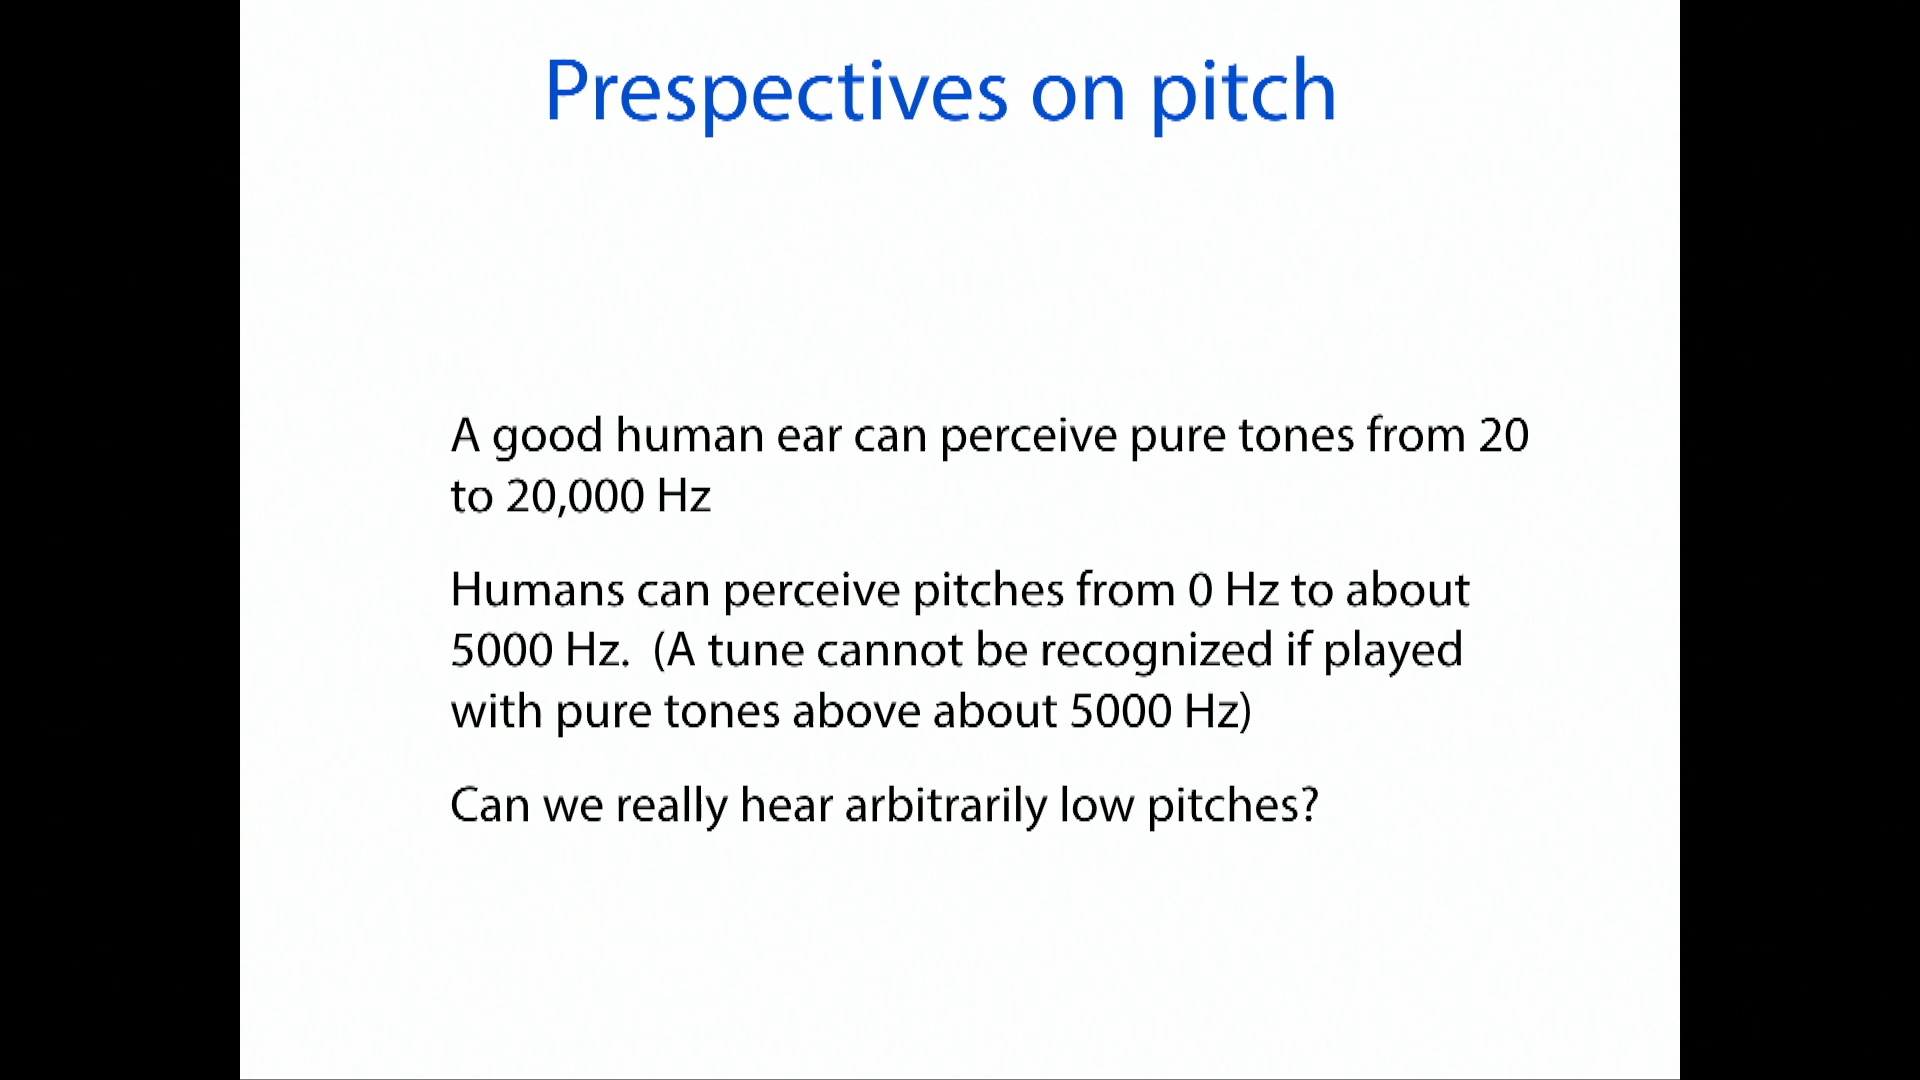 Prespectives on pitch
A good human ear can perceive pure tones from 20
to 20,000 Hz
Humans can perceive pitches from 0 Hz to about
5000 Hz.  (A tune cannot be recognized if played
with pure tones above about 5000 Hz)
Can we really hear arbitrarily low pitches?